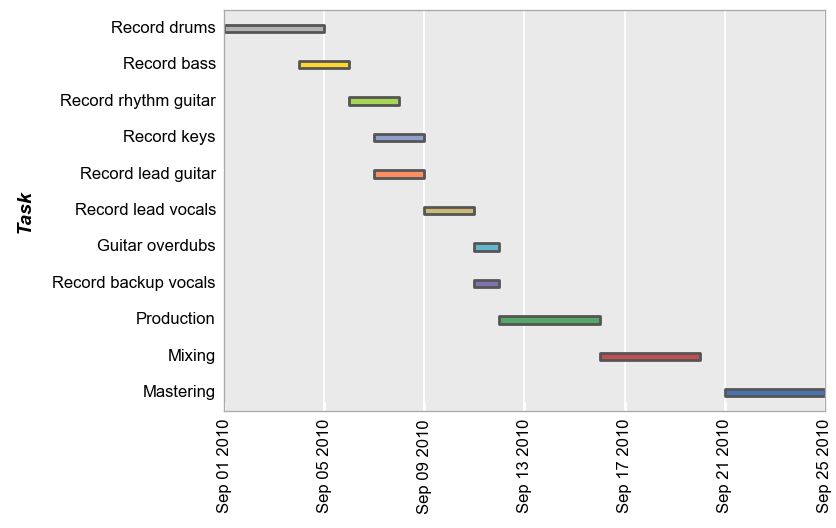 Task
Record drums
Record bass
Record rhythm guitar
Record keys
Record lead guitar
Record lead vocals
Guitar overdubs
Record backup vocals
Production
Mixing
Mastering
Sep 01 2010
Sep 05 2010
Sep 09 2010
Sep 13 2010
Sep 17 2010
Sep 21 2010
Sep 25 2010